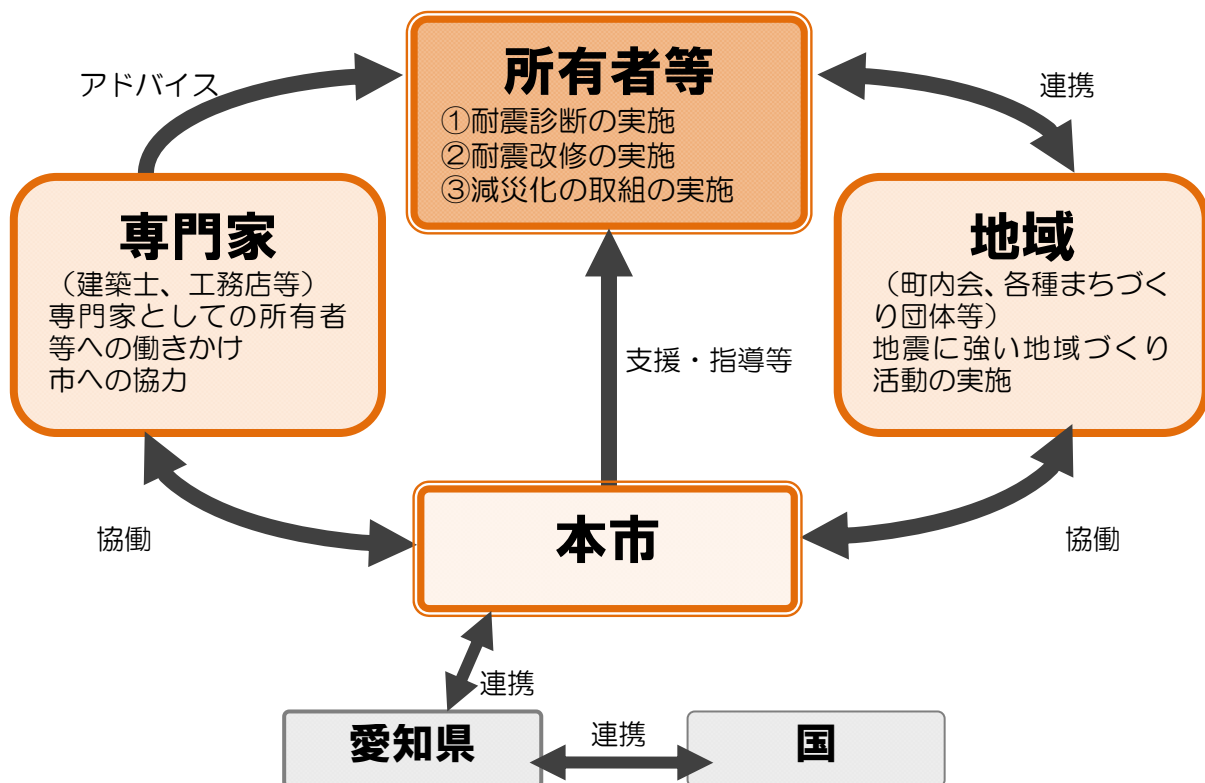 所有者等
①耐震診断の実施
②耐震改修の実施
③減災化の取組の実施
アドバイス
連携
専門家
（建築士、工務店等）
専門家としての所有者
等への働きかけ
市への協力
地域
（町内会、各種まちづく
り団体等）
地震に強い地域づくり
活動の実施
支援・指導等
協働
本市
協働
連携
愛知県
連携
国